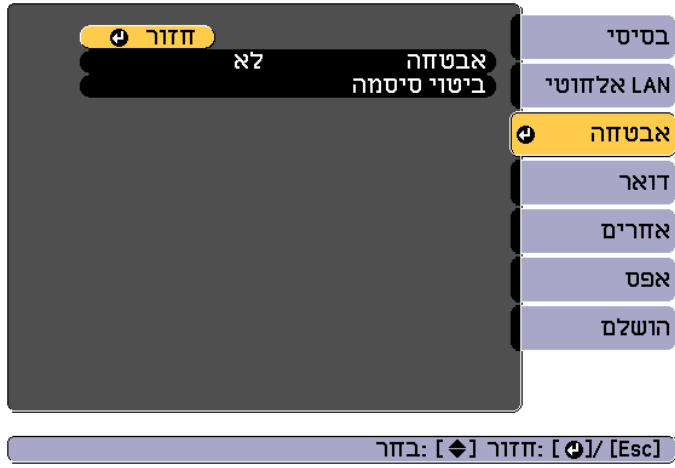 בסיסי
LAN אלחוטי
אבטחה
דואר
אחרים
אפס
הושלם
חזור
אבטחה לא
ביטוי סיסמה
[Esc] /[ ]: חזור [ ]: בחר